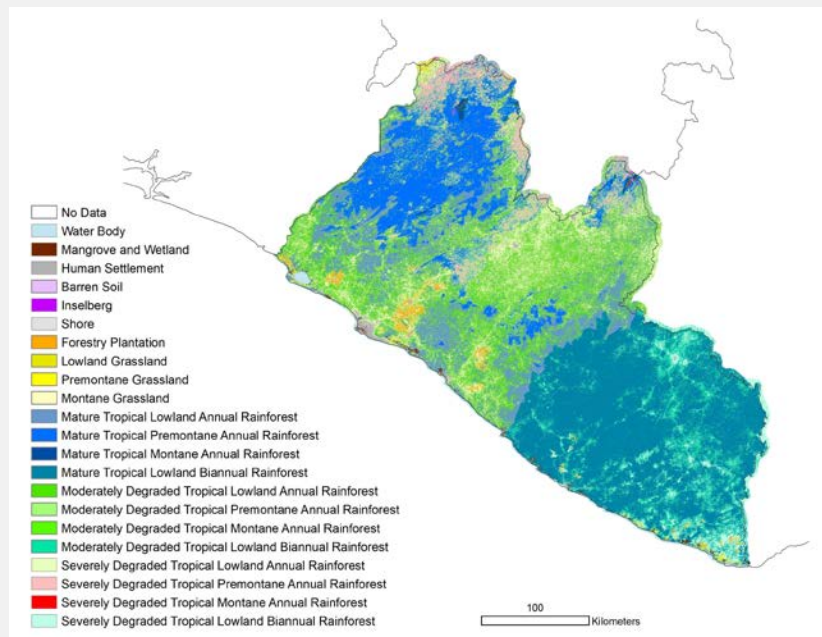 No Data
Water Body
Mangrove and Wetland
Human Settlement
Barren Soil
Inselberg
Shore
Forestry Plantation
Lowland Grassland
Premontane Grassland
Montane Grassland
Mature Tropical Lowland Annual Rainforest
Mature Tropical Premontane Annual Rainforest
Mature Tropical Montane Annual Rainforest
Mature Tropical Lowland Biannual Rainforest
Moderately Degraded Tropical Lowland Annual Rainforest
Moderately Degraded Tropical Premontane Annual Rainforest
Moderately Degraded Tropical Montane Annual Rainforest
Moderately Degraded Tropical Lowland Biannual Rainforest
Severely Degraded Tropical Lowland Annual Rainforest
Severely Degraded Tropical Premontane Annual Rainforest
Severely Degraded Tropical Montane Annual Rainforest
Severely Degraded Tropical Lowland Biannual Rainforest
100
Kilometers